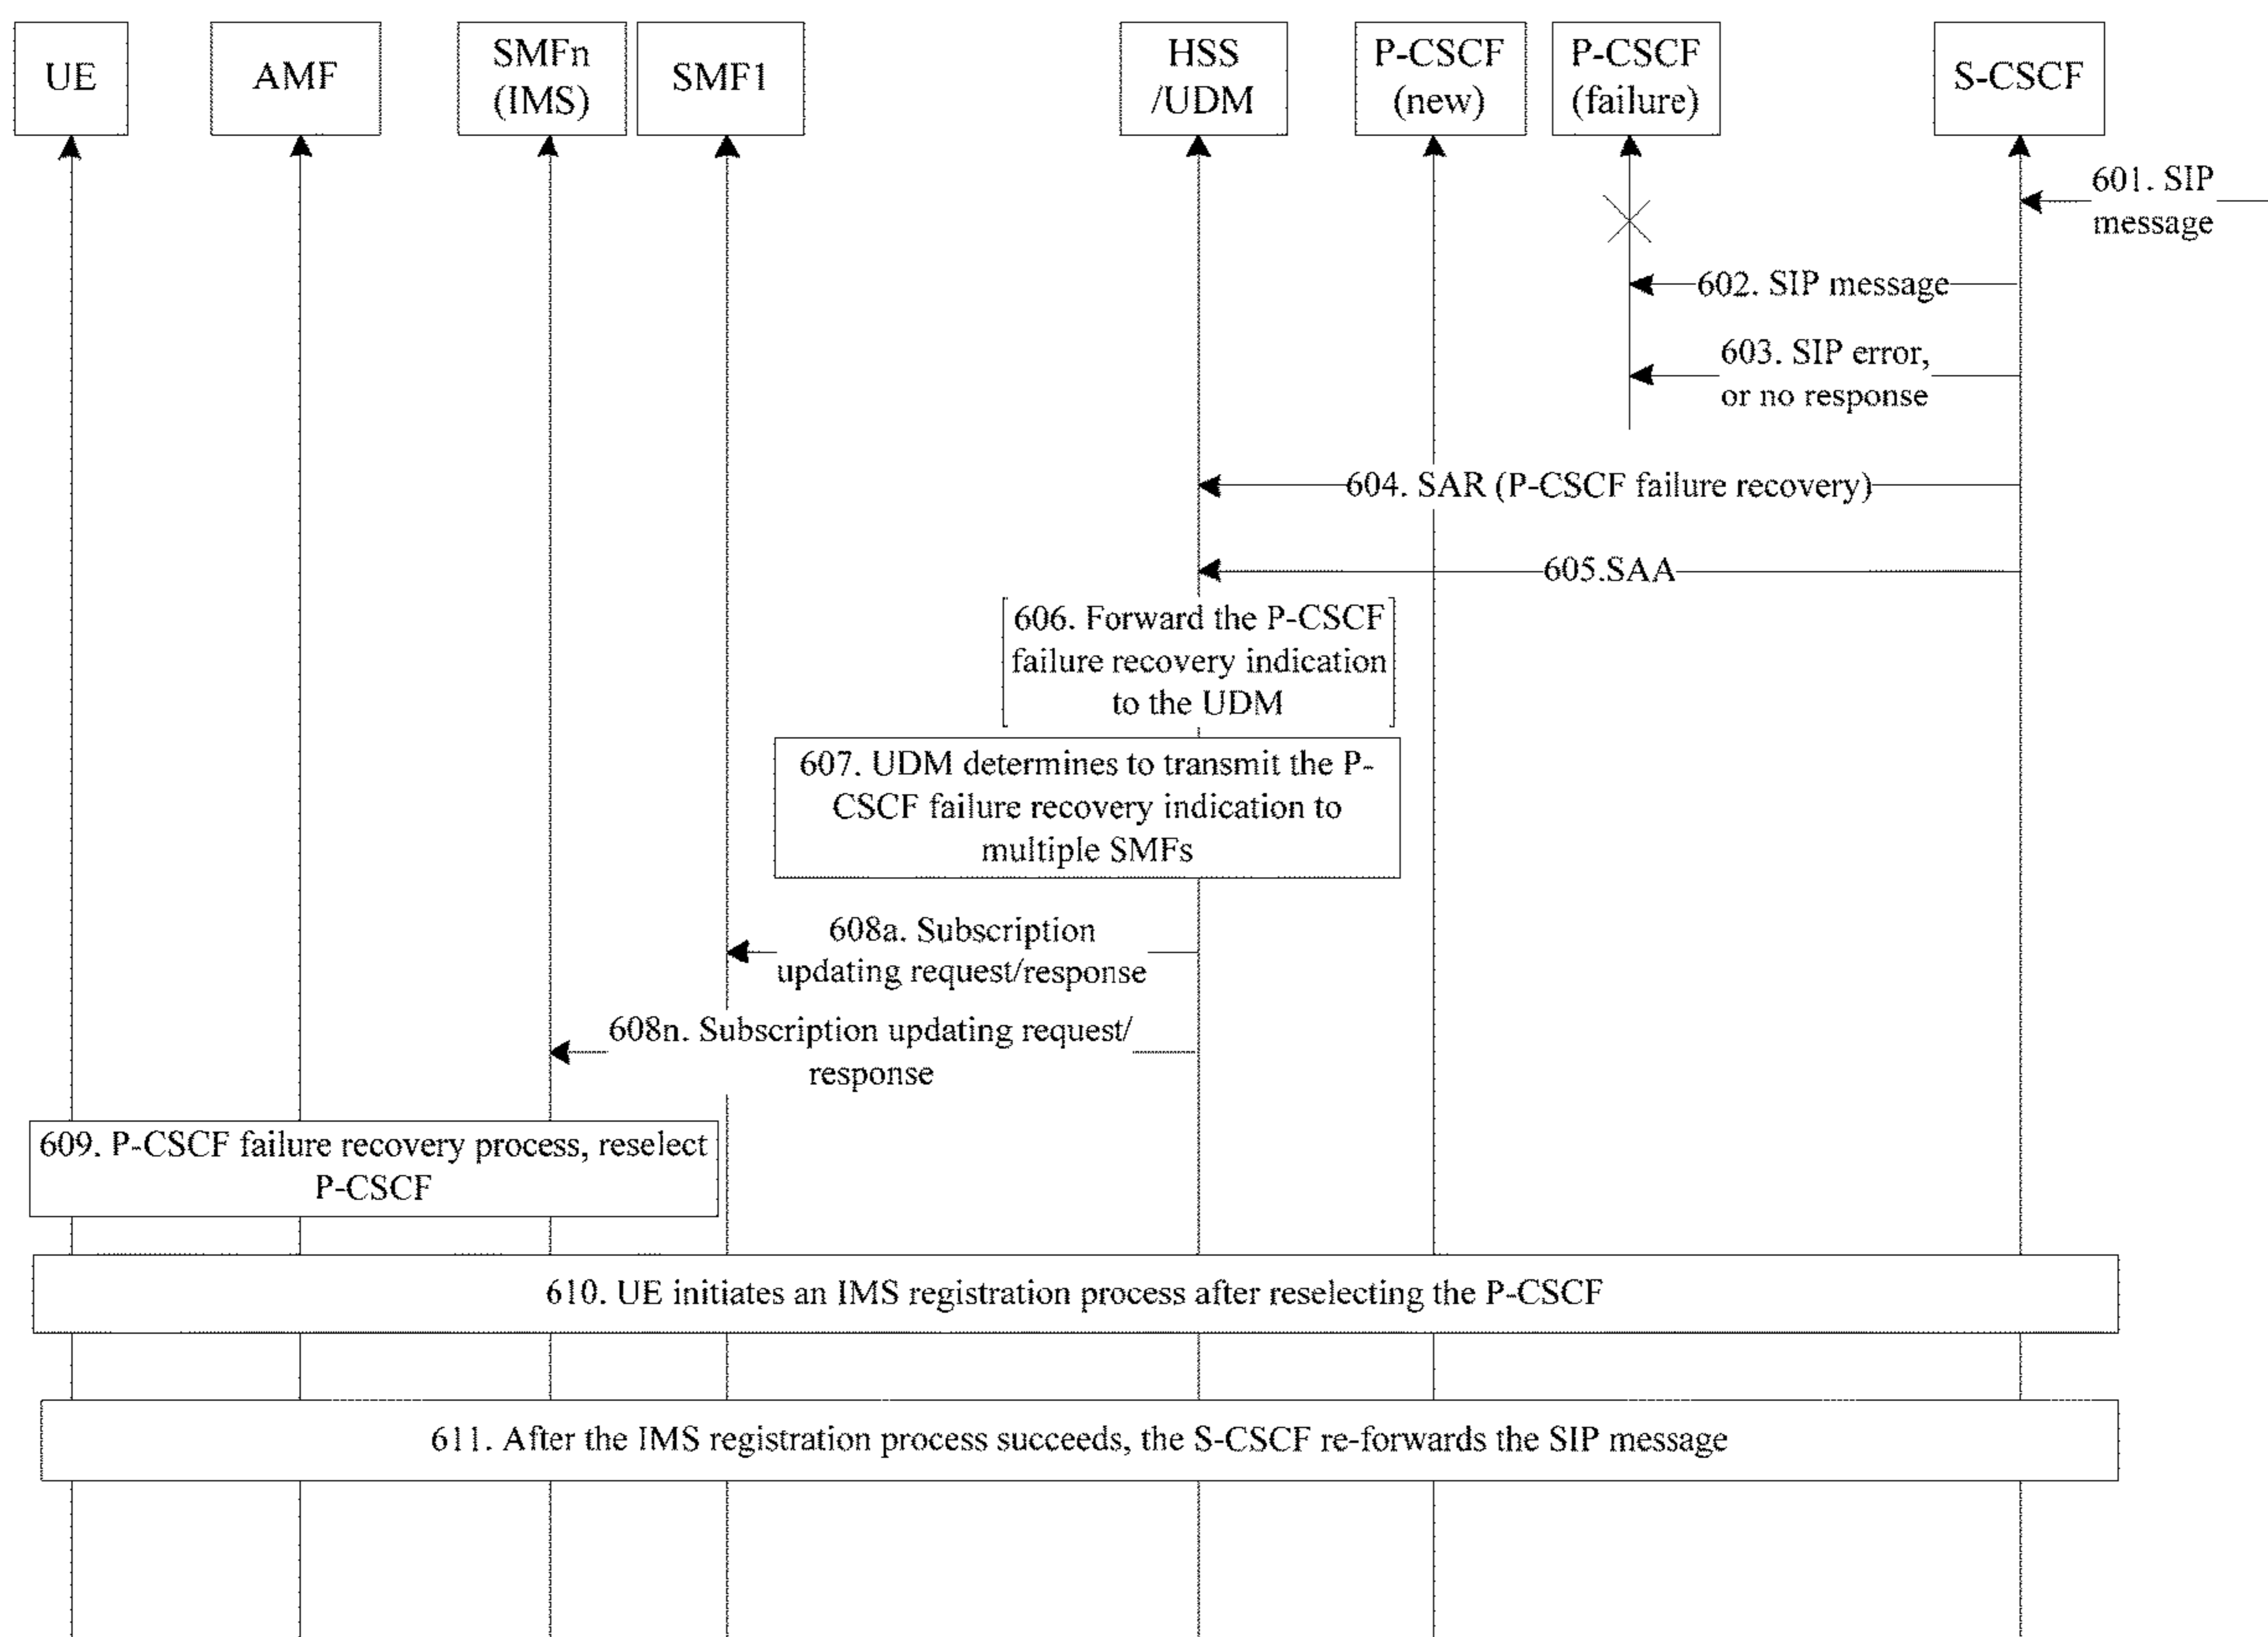 UE
AMF
SMFn
(IMS)
SMF1
HSS
/UDM
P-CSCF
(new)
P-CSCF
(failure)
S-CSCF
601. SIP
message
602. SIP message
603. SIP error,
or no response
604. SAR (P-CSCF failure recovery)
605.SAA
606. Forward the P-CSCF
failure recovery indication
to the UDM
607. UDM determines to transmit the P-
CSCF failure recovery indication to
multiple SMFs
608a. Subscription
updating request/response
608n. Subscription updating request/
response
609. P-CSCF failure recovery process, reselect
P-CSCF
610. UE initiates an IMS registration process after reselecting the P-CSCF
611. After the IMS registration process succeeds, the S-CSCF re-forwards the SIP message